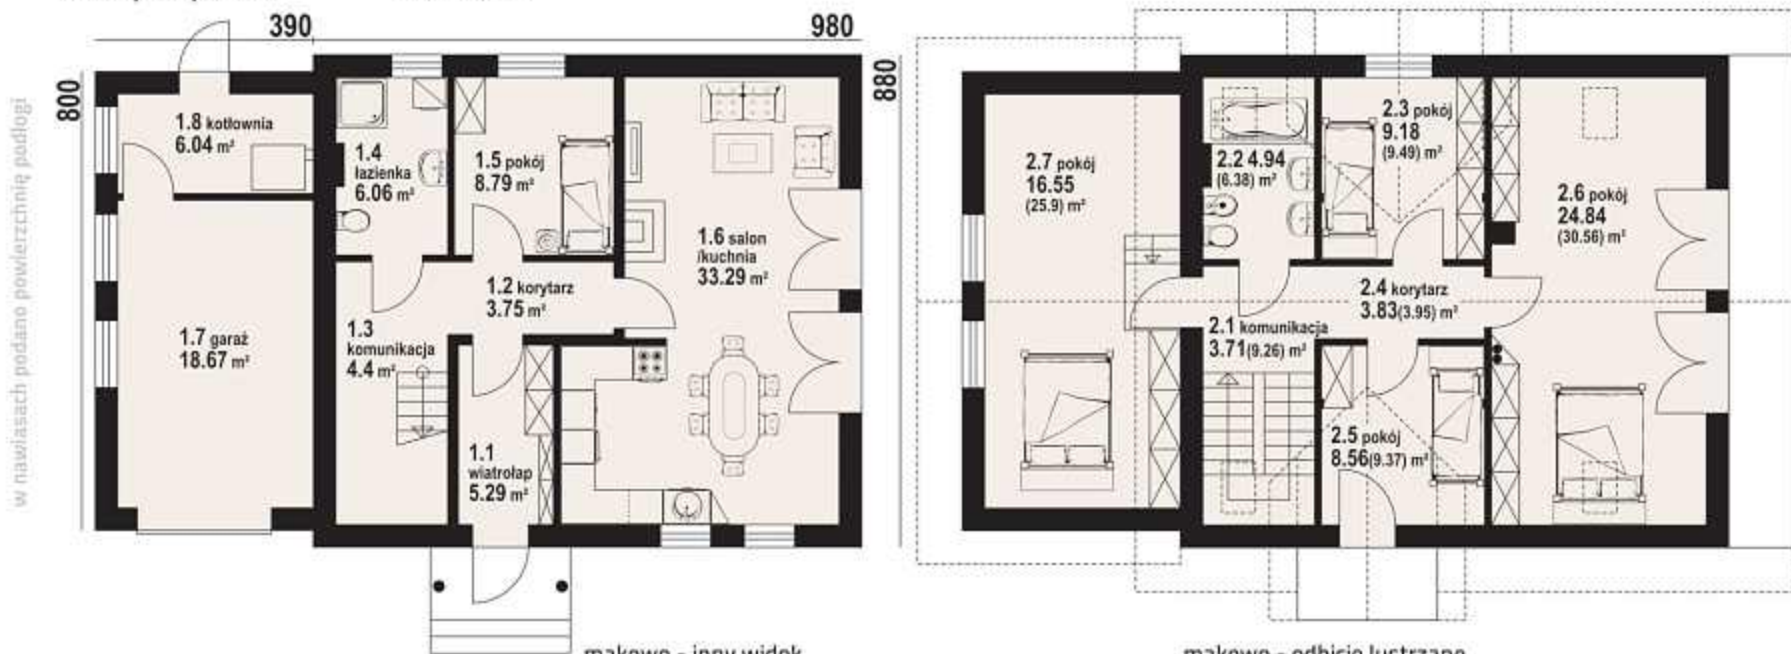 w nawiasach podano powierzchnię podłogi
390
980
800
880
1.8 kotłownia
6.04 m²
1.4
łazienka
6.06 m²
1.5 pokój
8.79 m²
1.6 salon
/kuchnia
33.29 m²
1.2 korytarz
3.75 m²
1.3
komunikacja
4.4 m²
1.7 garaż
18.67 m²
1.1
wiatrołap
5.29 m²
2.7 pokój
16.55
(25.9) m²
2.2 4.94
(6.38) m²
2.3 pokój
9.18
(9.49) m²
2.6 pokój
24.84
(30.56) m²
2.4 korytarz
3.83(3.95) m²
2.1 komunikacja
3.71(9.26) m²
2.5 pokój
8.56(9.37) m²
makowo - inny widok
makowo - odbicie lustrzane